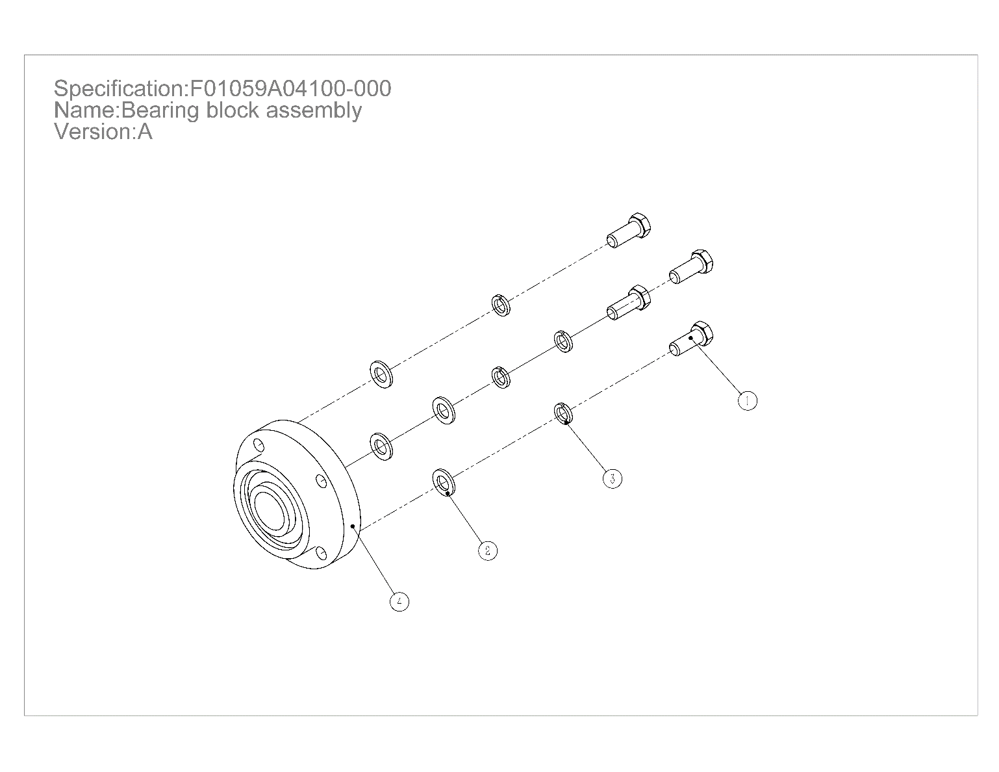 Specification:F01059A04100-000
Name:Bearing block assembly
Version:A
1
3
2
4